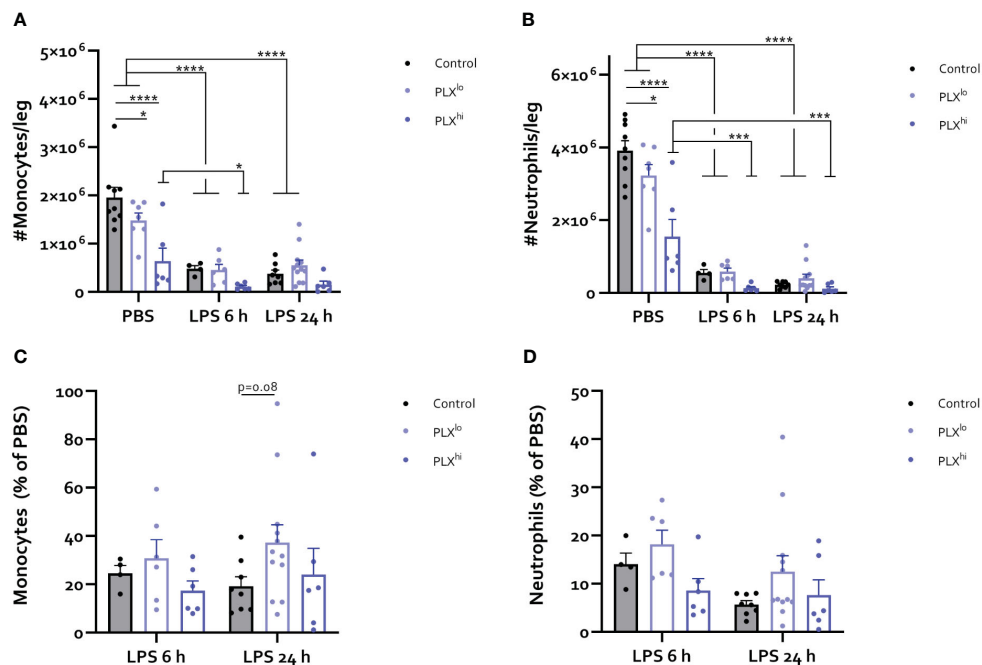 A
#Monocytes/leg
5×10⁶
4×10⁶
3×10⁶
2×10⁶
1×10⁶
0
****
****
****
*
*
PBS
LPS 6 h
LPS 24 h
Control
PLXˡᵒ
PLXʰⁱ
B
#Neutrophils/leg
6×10⁶
4×10⁶
2×10⁶
0
****
****
****
*
***
***
PBS
LPS 6 h
LPS 24 h
Control
PLXˡᵒ
PLXʰⁱ
C
Monocytes (% of PBS)
100
80
60
40
20
0
p=0.08
LPS 6 h
LPS 24 h
Control
PLXˡᵒ
PLXʰⁱ
D
Neutrophils (% of PBS)
50
40
30
20
10
0
LPS 6 h
LPS 24 h
Control
PLXˡᵒ
PLXʰⁱ